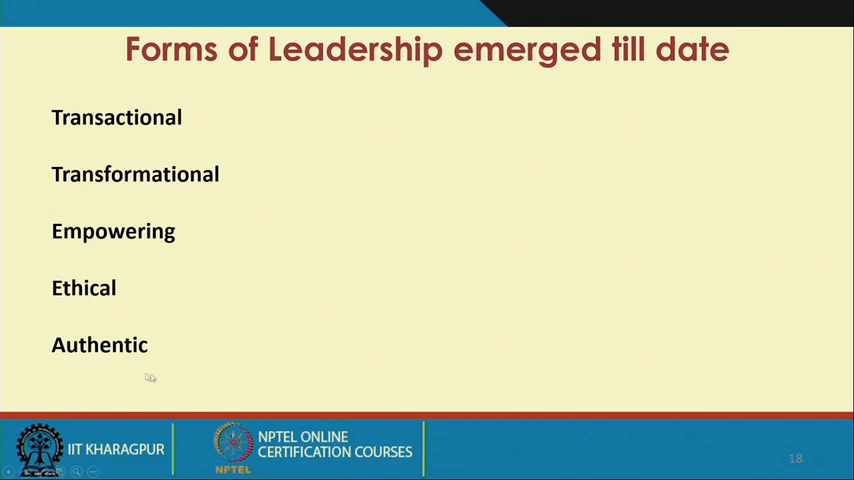 Forms of Leadership emerged till date
Transactional
Transformational
Empowering
Ethical
Authentic
IIT KHARAGPUR
NPTEL
NPTEL ONLINE
CERTIFICATION COURSES
18